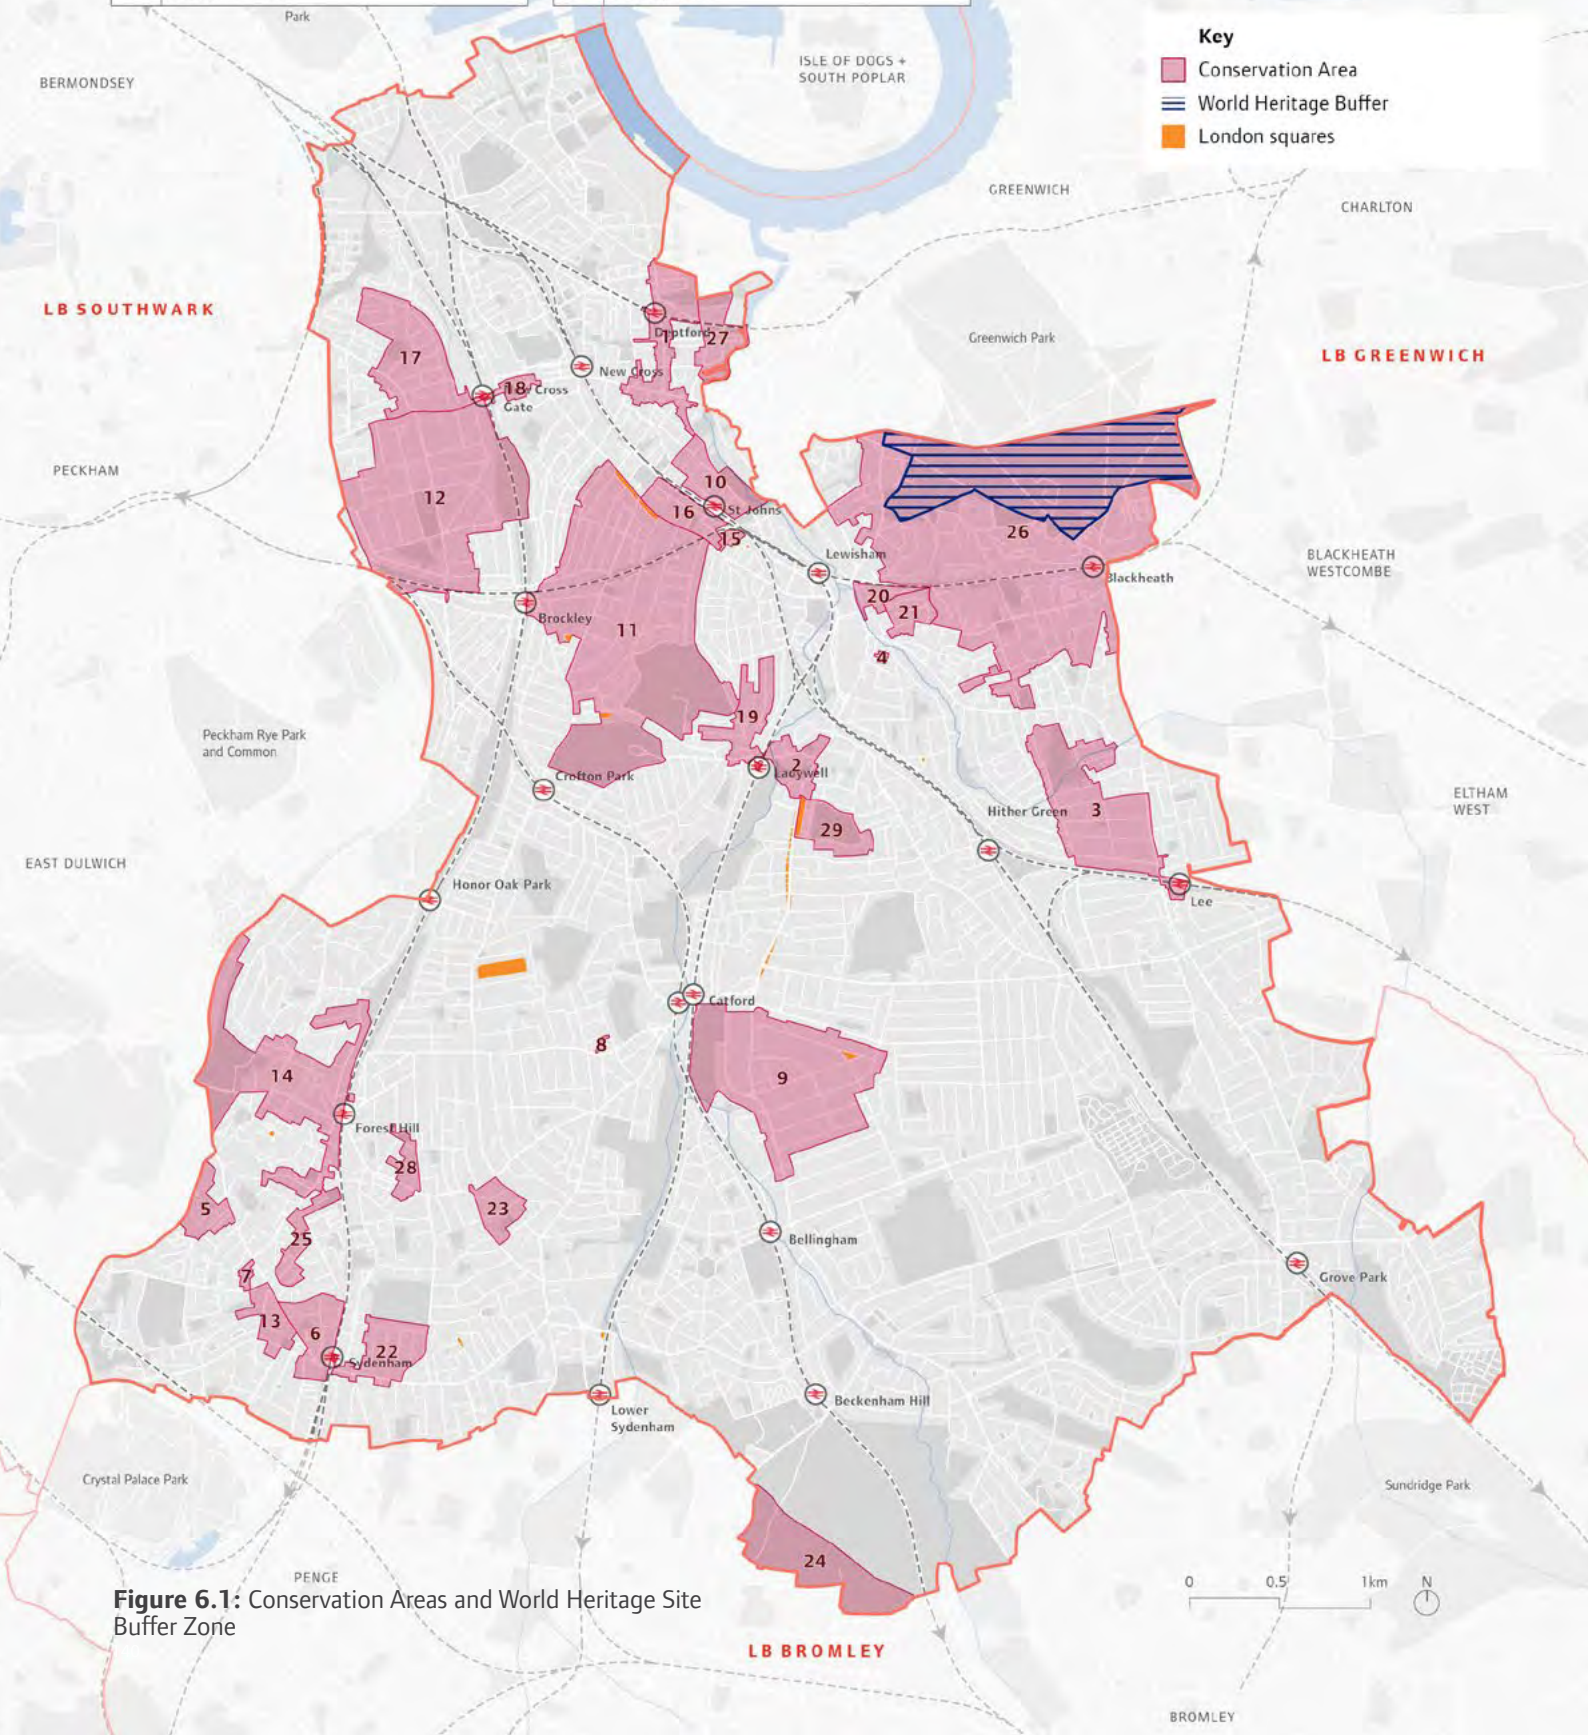 Park
BERMONDSEY
ISLE OF DOGS +
SOUTH POPLAR
Key
Conservation Area
World Heritage Buffer
London squares
GREENWICH
CHARLTON
LB SOUTHWARK
LB GREENWICH
Greenwich Park
Deptford
1
27
17
New Cross
18
Cross
Gate
PECKHAM
12
10
16
St Johns
15
26
Lewisham
Blackheath
BLACKHEATH
WESTCOMBE
20
21
Brockley
11
4
19
Peckham Rye Park
and Common
Crofton Park
2
Ladywell
29
Hither Green
3
ELTHAM
WEST
EAST DULWICH
Honor Oak Park
Lee
Catford
8
9
14
Forest Hill
28
5
23
25
Bellingham
7
Grove Park
13
6
22
Sydenham
Beckenham Hill
Lower
Sydenham
Crystal Palace Park
Sundridge Park
24
PENGE
0
0.5
1km
N
Figure 6.1: Conservation Areas and World Heritage Site
Buffer Zone
LB BROMLEY
BROMLEY